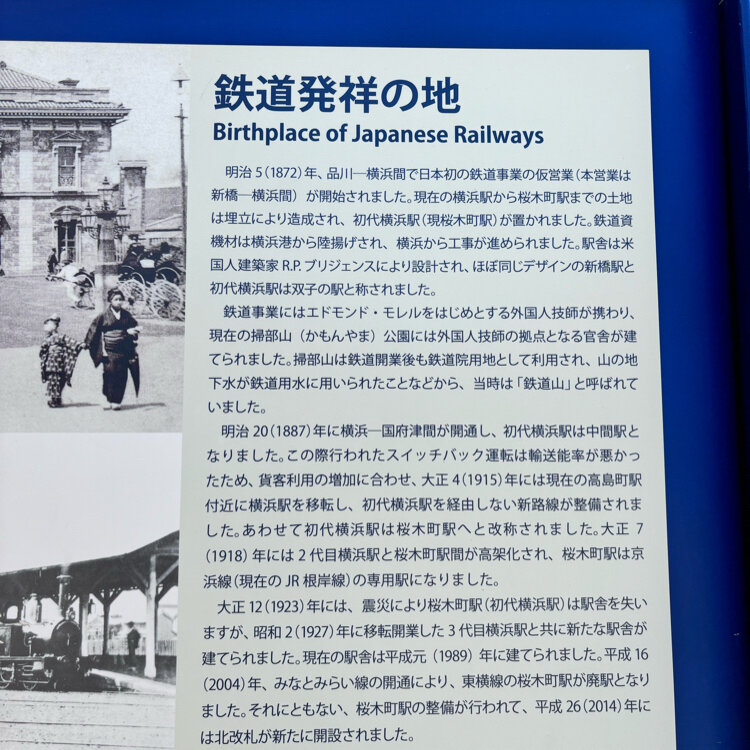 鉄道発祥の地
Birthplace of Japanese Railways
明治5(1872)年、品川―横浜間で日本初の鉄道事業の仮営業(本営業は
新橋―横浜間)が開始されました。現在の横浜駅から桜木町駅までの土地
は埋立により造成され、初代横浜駅(現桜木町駅)が置かれました。鉄道資
機材は横浜港から陸揚げされ、横浜から工事が進められました。駅舎は米
国人建築家R.P.ブリジェンスにより設計され、ほぼ同じデザインの新橋駅と
初代横浜駅は双子の駅と称されました。
鉄道事業にはエドモンド・モレルをはじめとする外国人技師が携わり、
現在の掃部山(かもんやま)公園には外国人技師の拠点となる官舎が建
てられました。掃部山は鉄道開業後も鉄道院用地として利用され、山の地
下水が鉄道用水に用いられたことなどから、当時は「鉄道山」と呼ばれて
いました。
明治20(1887)年に横浜―国府津間が開通し、初代横浜駅は中間駅と
なりました。この際行われたスイッチバック運転は輸送能率が悪かっ
たため、貨客利用の増加に合わせ、大正4(1915)年には現在の高島町駅
付近に横浜駅を移転し、初代横浜駅を経由しない新路線が整備されま
した。あわせて初代横浜駅は桜木町駅へと改称されました。大正7
(1918)年には2代目横浜駅と桜木町駅間が高架化され、桜木町駅は京
浜線(現在のJR根岸線)の専用駅になりました。
大正12(1923)年には、震災により桜木町駅(初代横浜駅)は駅舎を失い
ますが、昭和2(1927)年に移転開業した3代目横浜駅と共に新たな駅舎が
建てられました。現在の駅舎は平成元(1989)年に建てられました。平成16
(2004)年、みなとみらい線の開通により、東横線の桜木町駅が廃駅となり
ました。それにともない、桜木町駅の整備が行われて、平成26(2014)年に
は北改札が新たに開設されました。